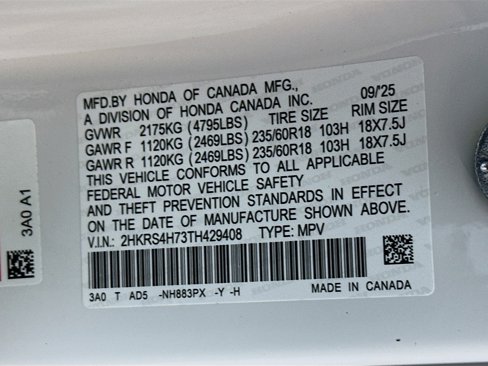 MFD.BY HONDA OF CANADA MFG.,
A DIVISION OF HONDA CANADA INC. 09/25
GVWR 2175KG (4795LBS) TIRE SIZE RIM SIZE
GAWR F 1120KG (2469LBS) 235/60R18 103H 18X7.5J
GAWR R 1120KG (2469LBS) 235/60R18 103H 18X7.5J
THIS VEHICLE CONFORMS TO ALL APPLICABLE
FEDERAL MOTOR VEHICLE SAFETY
AND THEFT PREVENTION STANDARDS IN EFFECT
ON THE DATE OF MANUFACTURE SHOWN ABOVE.
V.I.N: 2HKRS4H73TH429408 TYPE: MPV
3A0 T AD5 -NH883PX -Y -H MADE IN CANADA
3A0 A1